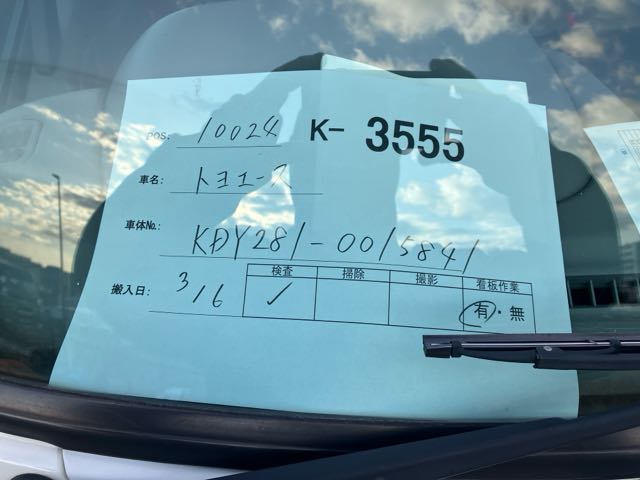 POS: 10024 K- 3555
車名: トヨエース
車体No.: KDY281-0015841
搬入日: 3/16
検査 掃除 撮影 看板作業
✓ 有・無